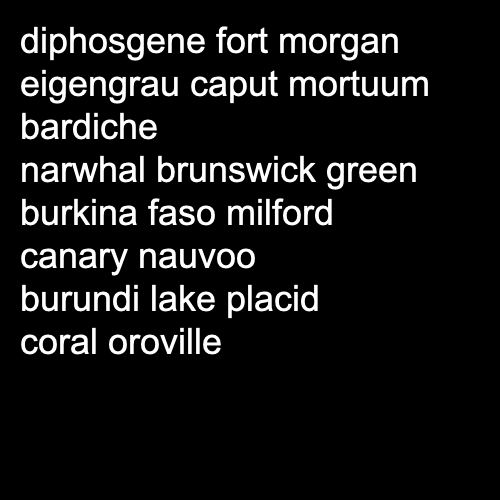 diphosgene fort morgan
eigengrau caput mortuum
bardiche
narwhal brunswick green
burkina faso milford
canary nauvoo
burundi lake placid
coral oroville